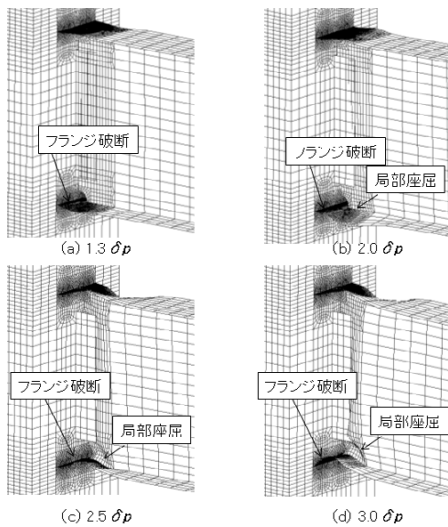 フランジ破断
(a) 1.3 δp
フランジ破断
局部座屈
(b) 2.0 δp
フランジ破断
局部座屈
(c) 2.5 δp
フランジ破断
局部座屈
(d) 3.0 δp